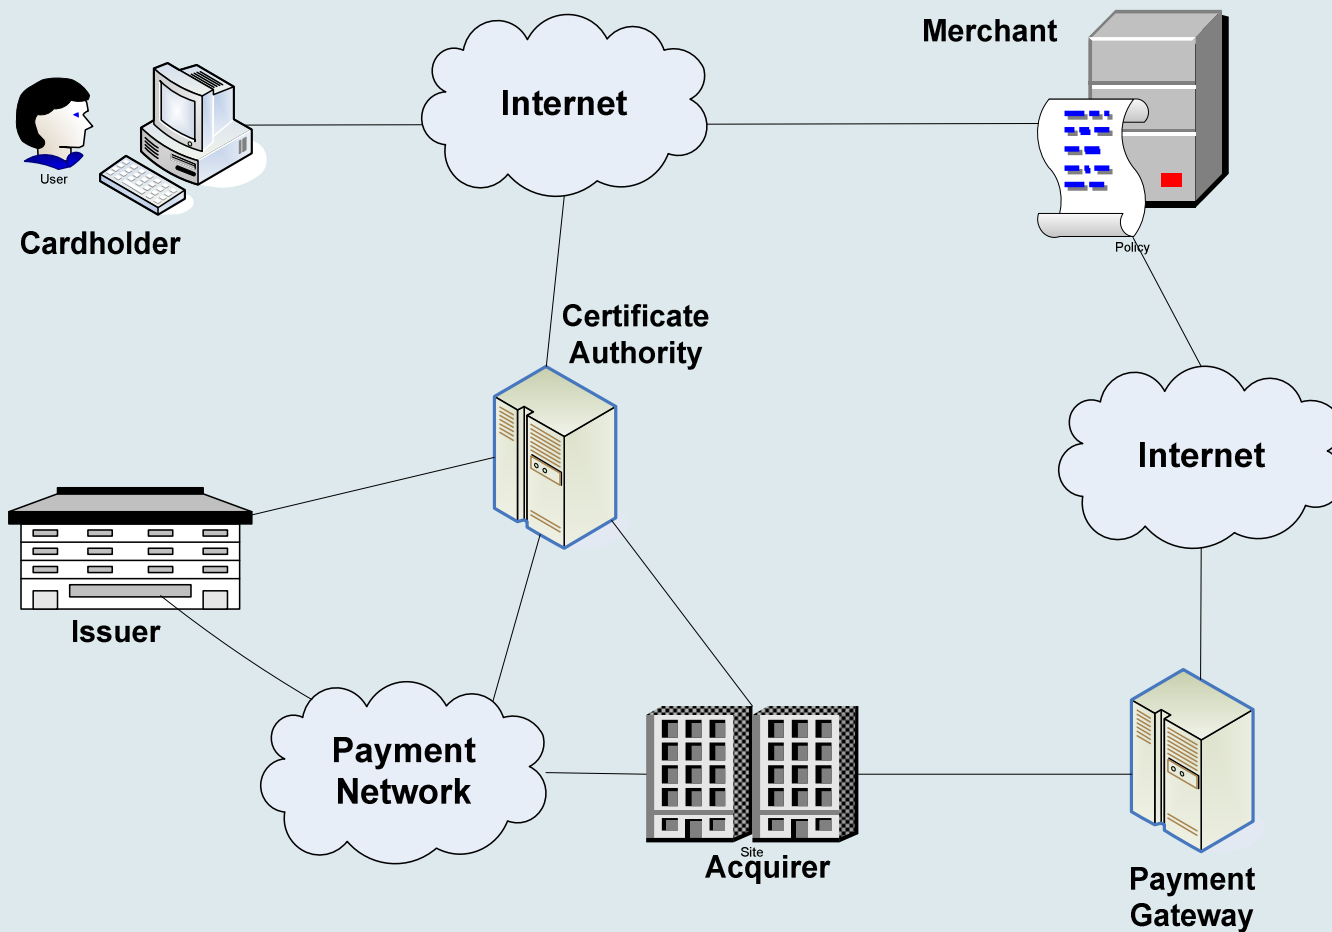 Merchant
Internet
User
Cardholder
Policy
Certificate
Authority
Internet
Issuer
Payment
Network
Site
Acquirer
Payment
Gateway